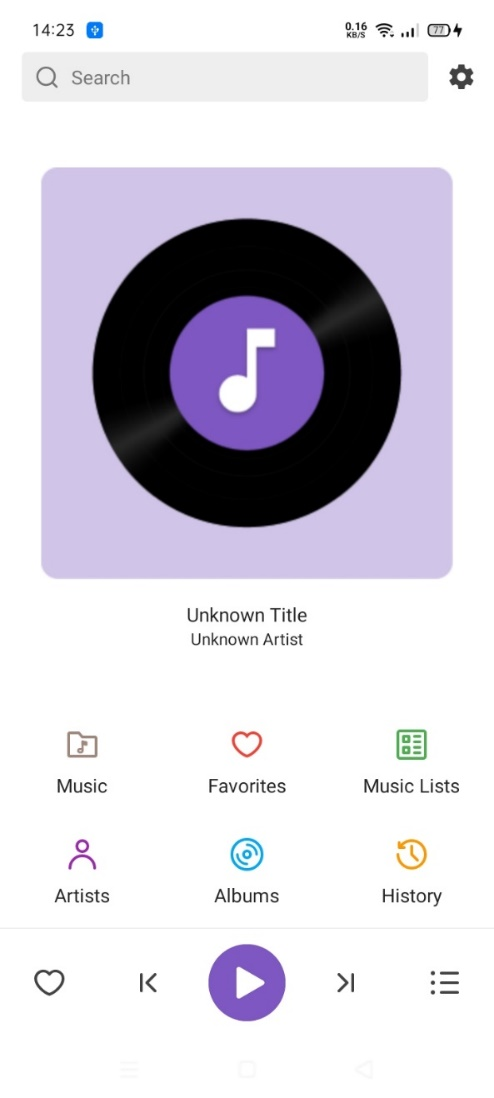 14:23
0.16
KB/S
77
Search
Unknown Title
Unknown Artist
Music
Favorites
Music Lists
Artists
Albums
History